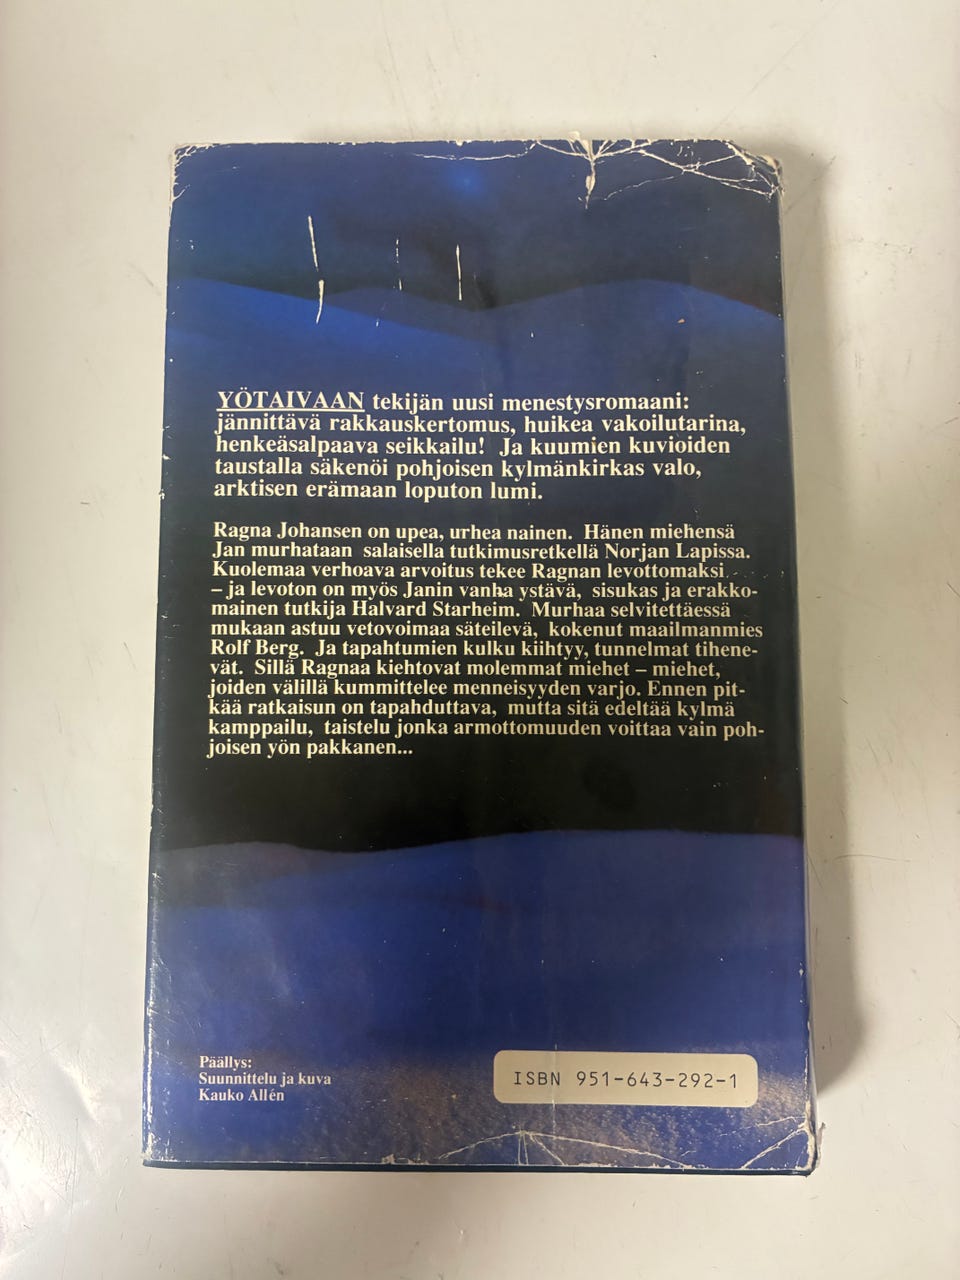 YÖTAIVAAN tekijän uusi menestysromaani:
jännittävä rakkauskertomus, huikea vakoilutarina,
henkeäsalpaava seikkailu! Ja kuumien kuvioiden
taustalla säkenöi pohjoisen kylmänkirkas valo,
arktisen erämaan loputon lumi.
Ragna Johansen on upea, urhea nainen. Hänen miehensä
Jan murhataan salaisella tutkimusretkellä Norjan Lapissa.
Kuolemaa verhoava arvoitus tekee Ragnan levottomaksi
– ja levoton on myös Janin vanha ystävä, sisukas ja erakko-
mainen tutkija Halvard Starheim. Murhaa selvitettäessä
mukaan astuu vetovoimaa säteilevä, kokenut maailmanmies
Rolf Berg. Ja tapahtumien kulku kiihtyy, tunnelmat tihene-
vät. Sillä Ragnaa kiehtovat molemmat miehet – miehet,
joiden välillä kummittelee menneisyyden varjo. Ennen pit-
kää ratkaisun on tapahduttava, mutta sitä edeltää kylmä
kamppailu, taistelu jonka armottomuuden voittaa vain poh-
joisen yön pakkanen...
Päällys:
Suunnittelu ja kuva
Kauko Allén
ISBN 951-643-292-1